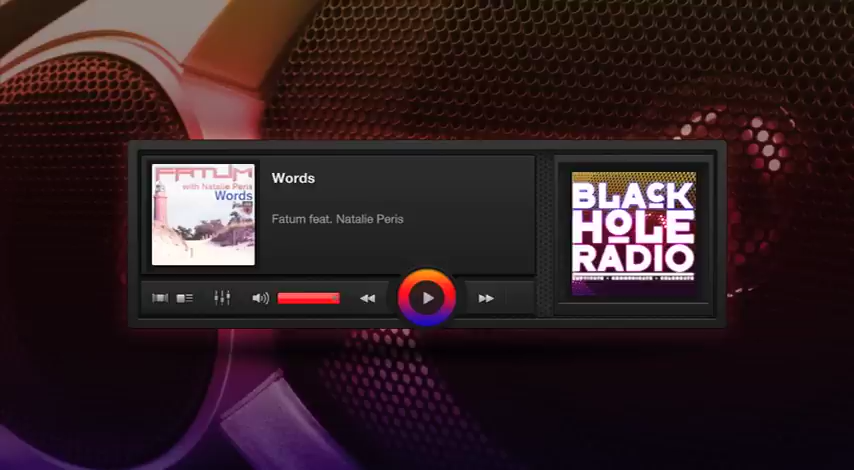 FATUM
with Natalie Peris
Words
Words
Fatum feat. Natalie Peris
BLACK
HOLE
RADIO